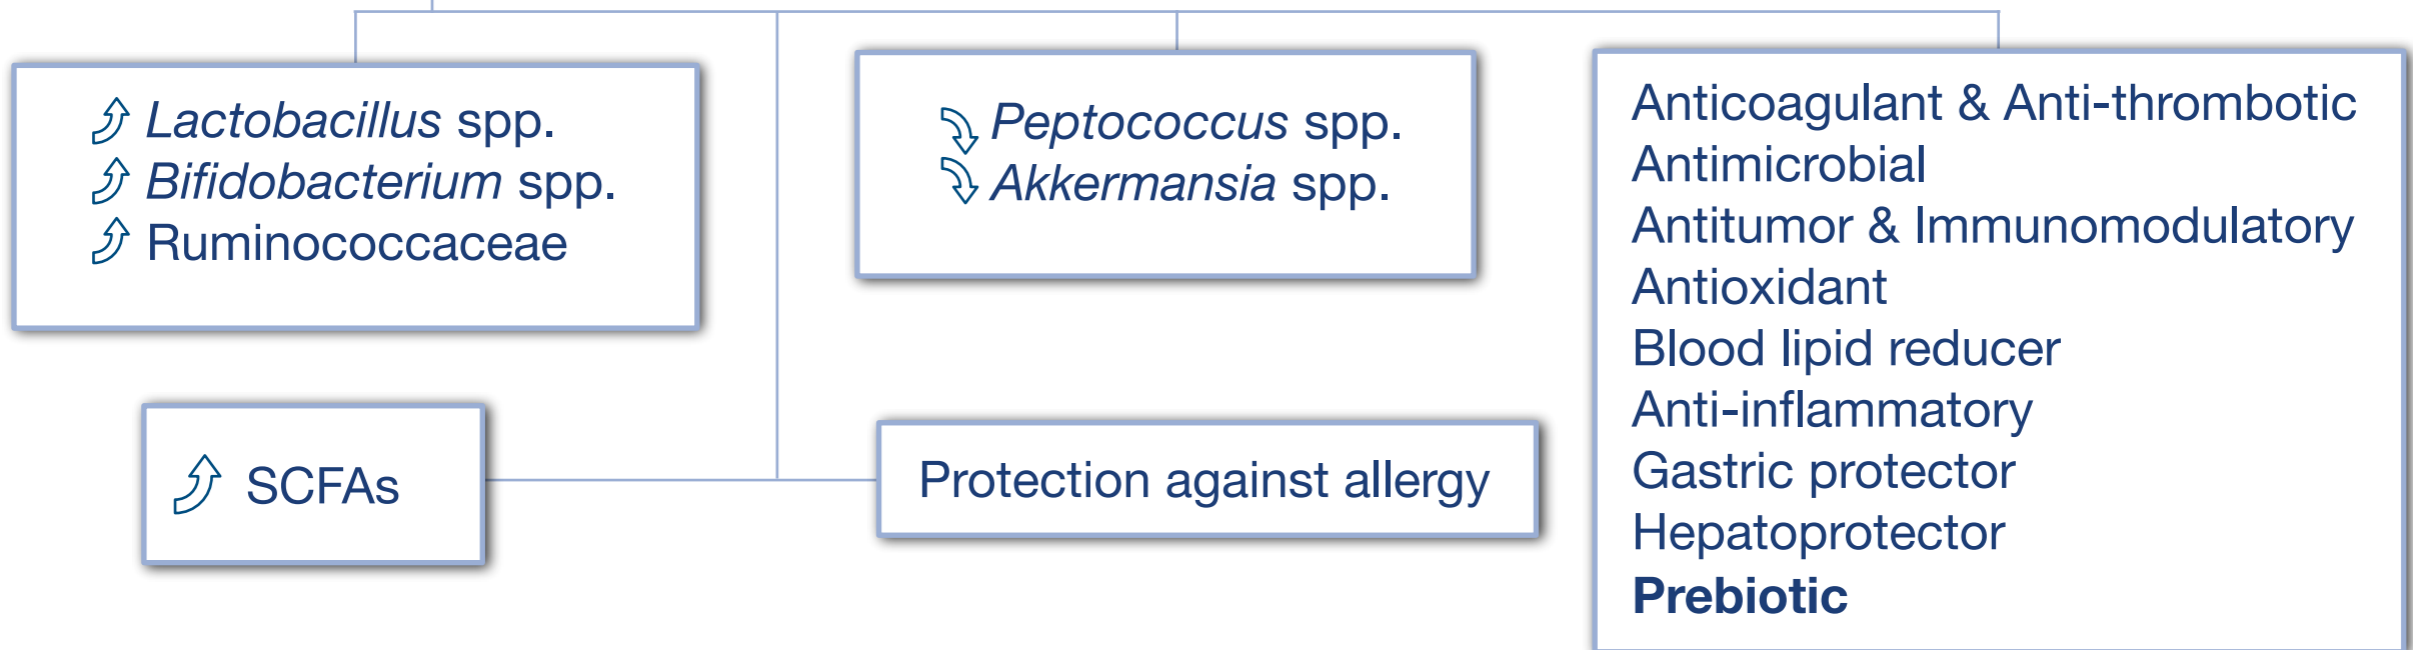 Lactobacillus spp.
Bifidobacterium spp.
Ruminococcaceae
Peptococcus spp.
Akkermansia spp.
SCFAs
Protection against allergy
Anticoagulant & Anti-thrombotic
Antimicrobial
Antitumor & Immunomodulatory
Antioxidant
Blood lipid reducer
Anti-inflammatory
Gastric protector
Hepatoprotector
Prebiotic